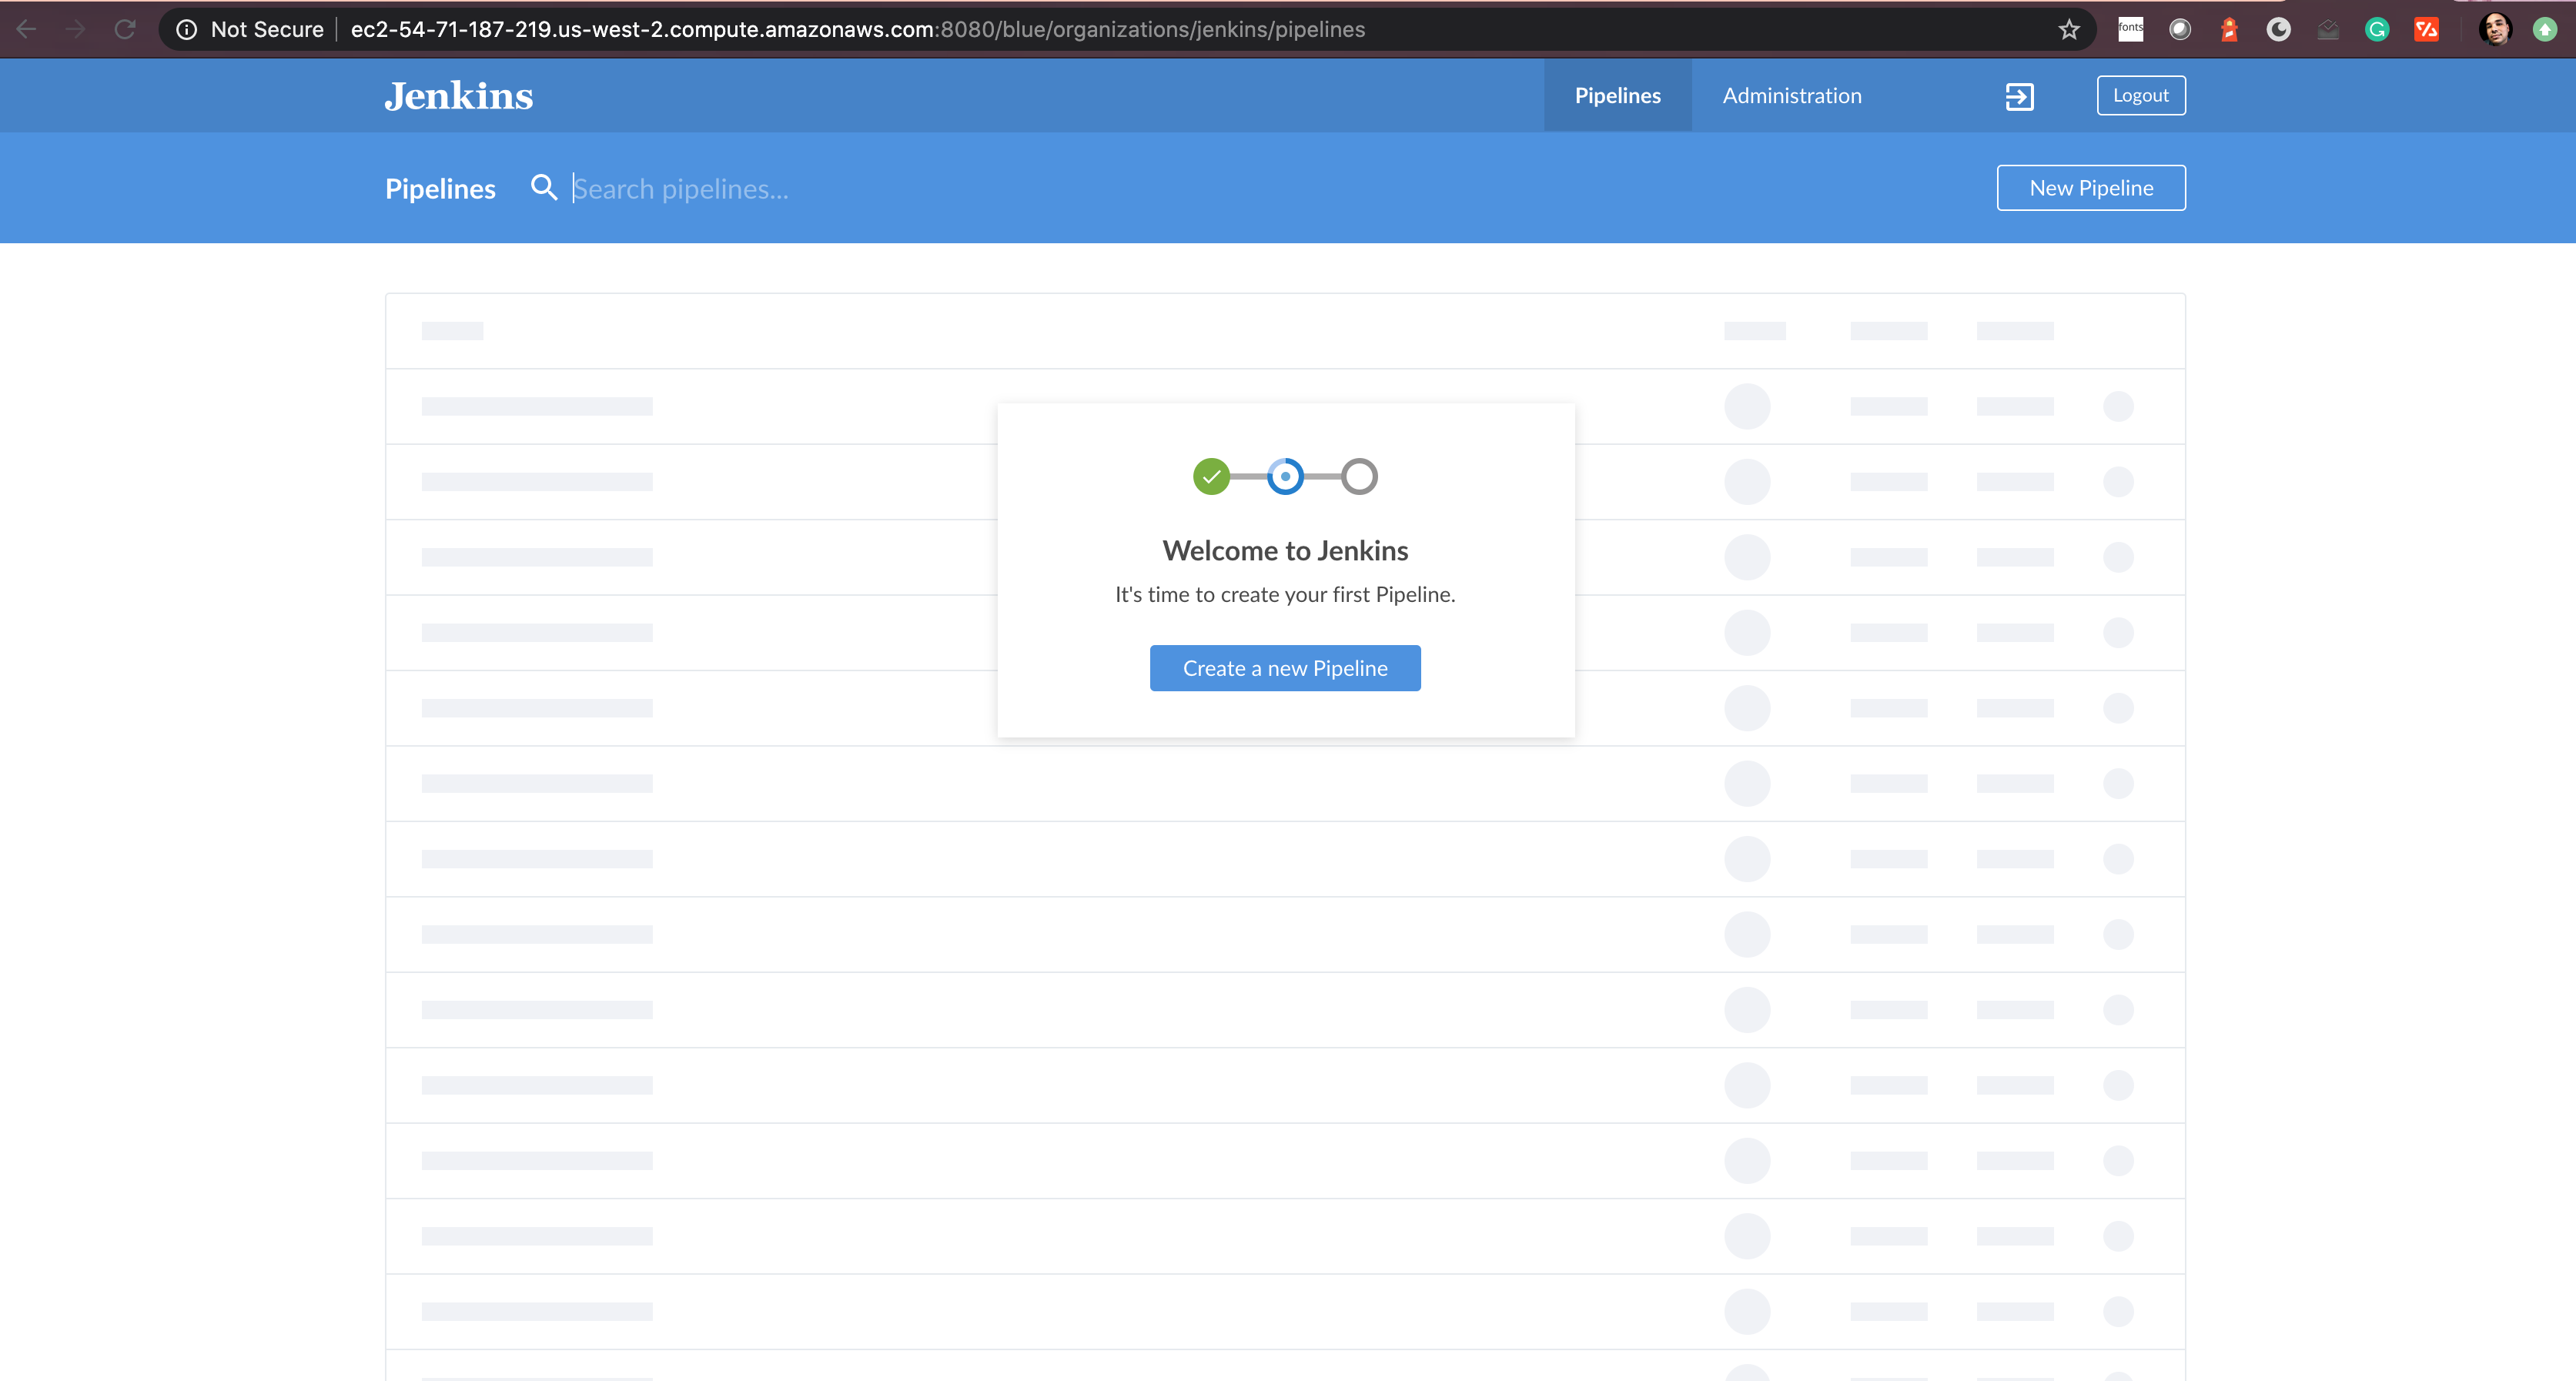 Not Secure ec2-54-71-187-219.us-west-2.compute.amazonaws.com:8080/blue/organizations/jenkins/pipelines
fonts
Jenkins
Pipelines
Administration
Logout
Pipelines
Search pipelines...
New Pipeline
Welcome to Jenkins
It's time to create your first Pipeline.
Create a new Pipeline